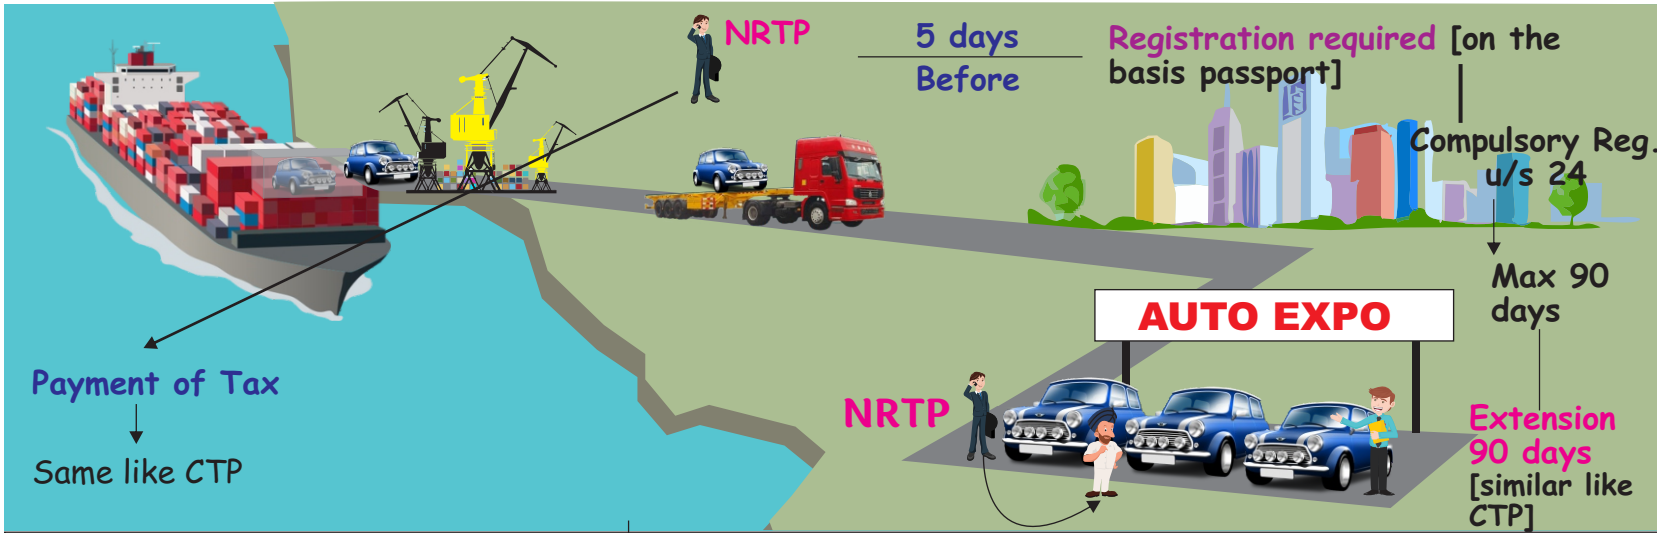 NRTP
5 days
Before
Registration required [on the
basis passport]
Compulsory Reg.
u/s 24
Max 90
days
Extension
90 days
[similar like
CTP]
AUTO EXPO
NRTP
Payment of Tax
Same like CTP